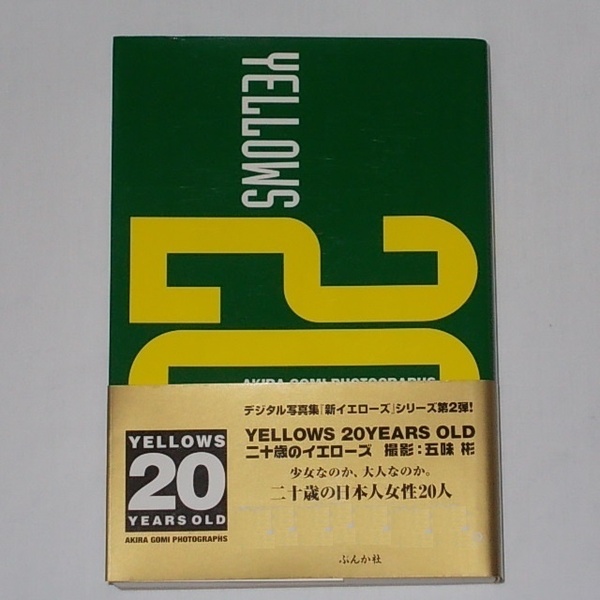 YELLOWS
20
AKIRA GOMI PHOTOGRAPHS
デジタル写真集「新イエローズ」シリーズ第2弾!
YELLOWS 20YEARS OLD
二十歳のイエローズ 撮影:五味 彬
少女なのか、大人なのか。
二十歳の日本人女性20人
YELLOWS
20
YEARS OLD
AKIRA GOMI PHOTOGRAPHS
ぶんか社